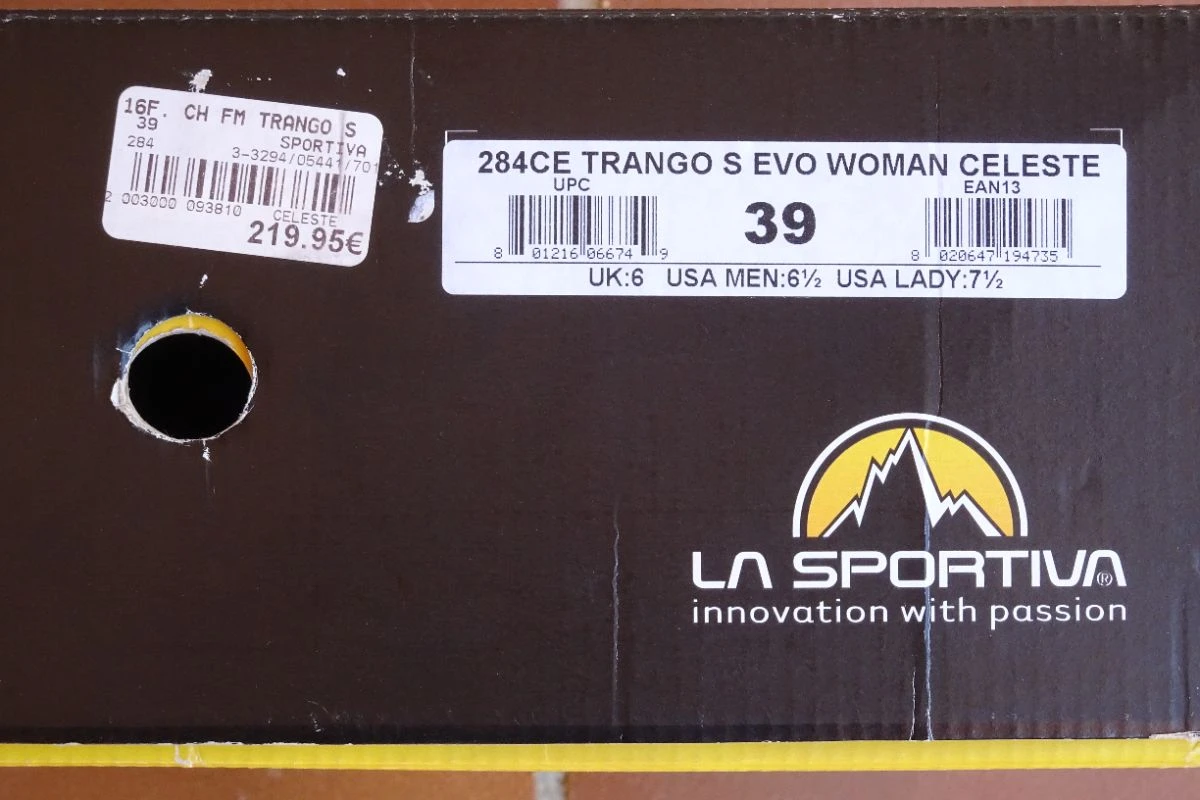 16F. CH FM TRANGO S
39 SPORTIVA
284 3-3294/05441/701
2 003000 093810 CELESTE
219.95€
284CE TRANGO S EVO WOMAN CELESTE
UPC EAN13
39
8 01216 06674 9 8 020647 194735
UK:6 USA MEN:6½ USA LADY:7½
LA SPORTIVA®
innovation with passion